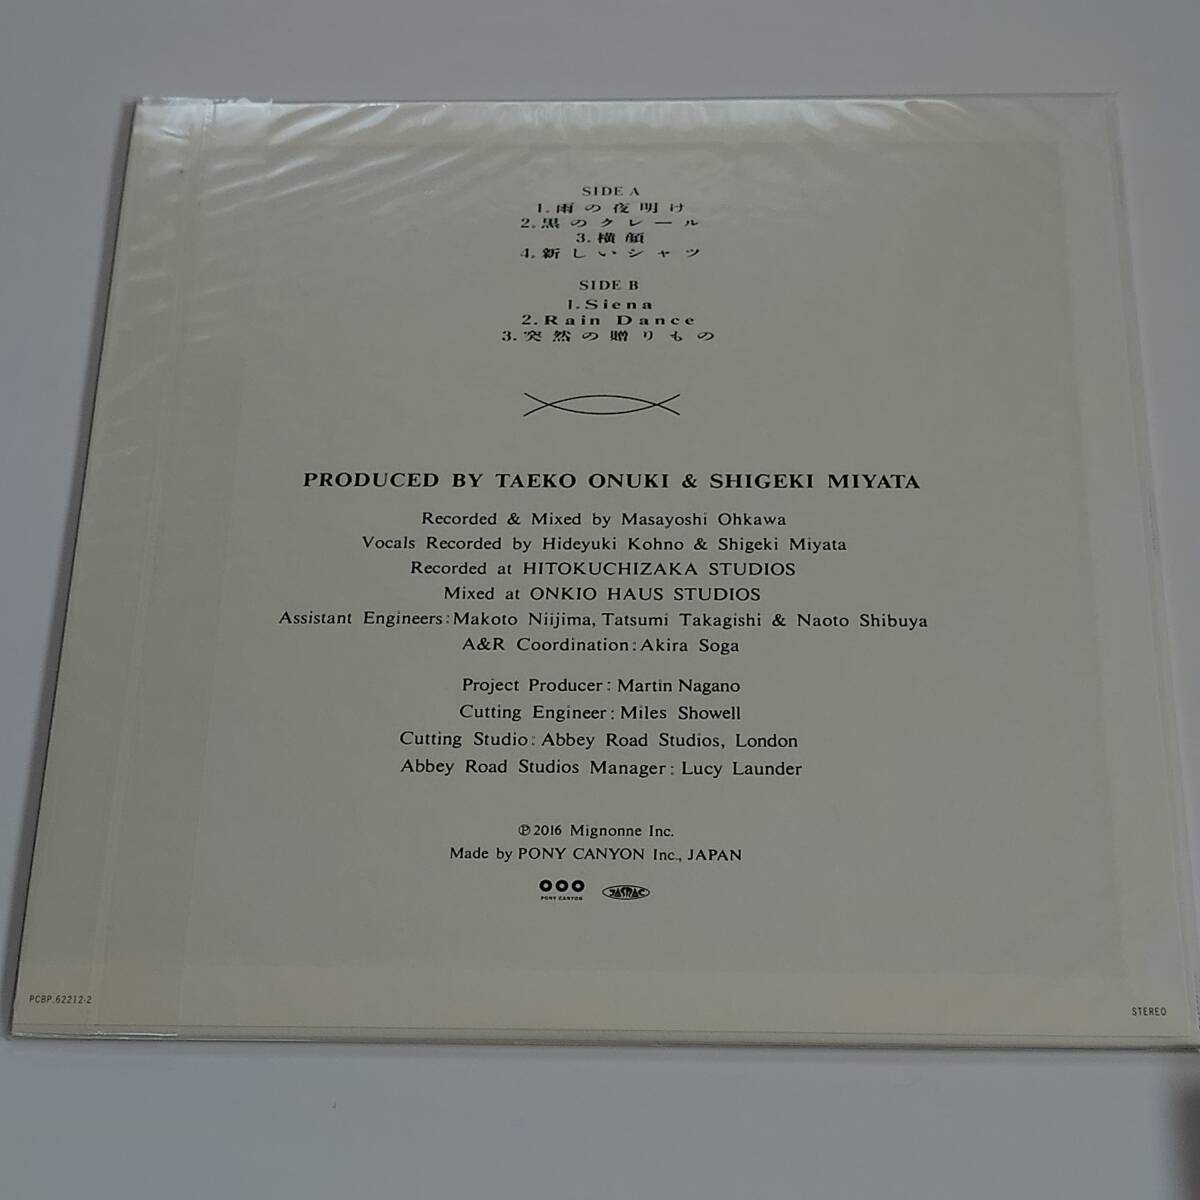 SIDE A
1.雨の夜明け
2.黒のクレール
3.横顔
4.新しいシャツ
SIDE B
1.Siena
2.Rain Dance
3.突然の贈りもの
PRODUCED BY TAEKO ONUKI & SHIGEKI MIYATA
Recorded & Mixed by Masayoshi Ohkawa
Vocals Recorded by Hideyuki Kohno & Shigeki Miyata
Recorded at HITOKUCHIZAKA STUDIOS
Mixed at ONKIO HAUS STUDIOS
Assistant Engineers:Makoto Niijima, Tatsumi Takagishi & Naoto Shibuya
A&R Coordination:Akira Soga
Project Producer: Martin Nagano
Cutting Engineer: Miles Showell
Cutting Studio: Abbey Road Studios, London
Abbey Road Studios Manager: Lucy Launder
℗2016 Mignonne Inc.
Made by PONY CANYON Inc., JAPAN
PONY CANYON JASRAC
PCBP.62212-2
STEREO